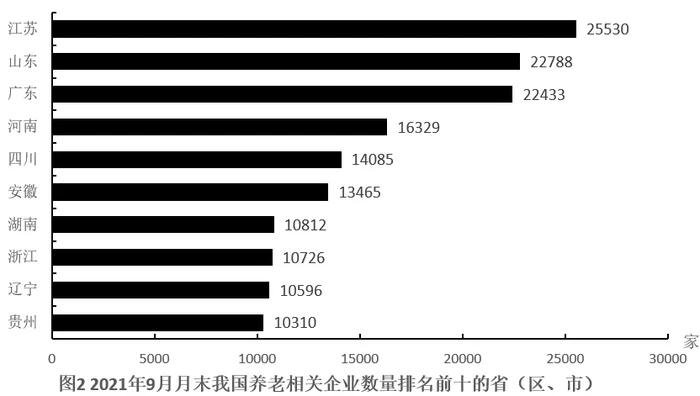 江苏 25530
山东 22788
广东 22433
河南 16329
四川 14085
安徽 13465
湖南 10812
浙江 10726
辽宁 10596
贵州 10310
家
0 5000 10000 15000 20000 25000 30000
图2 2021年9月月末我国养老相关企业数量排名前十的省（区、市）